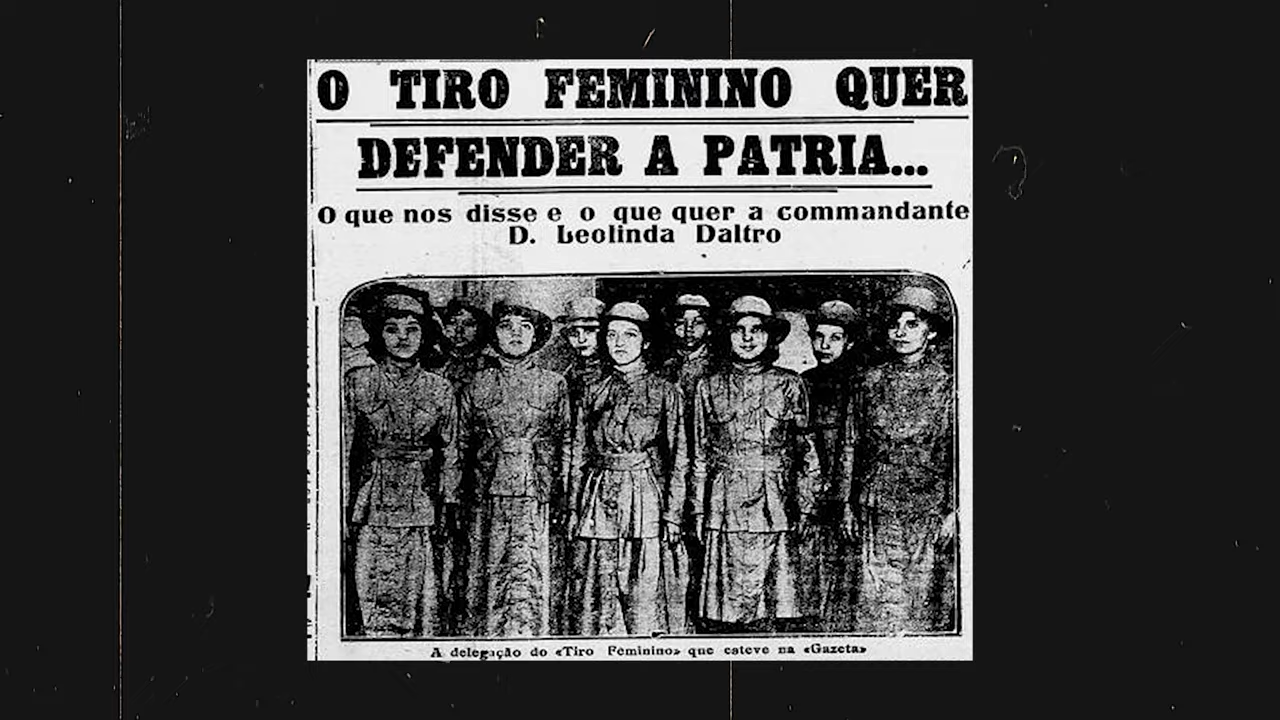 O TIRO FEMININO QUER
DEFENDER A PATRIA...
O que nos disse e o que quer a commandante
D. Leolinda Daltro
A delegação do «Tiro Feminino» que esteve na «Gazeta»